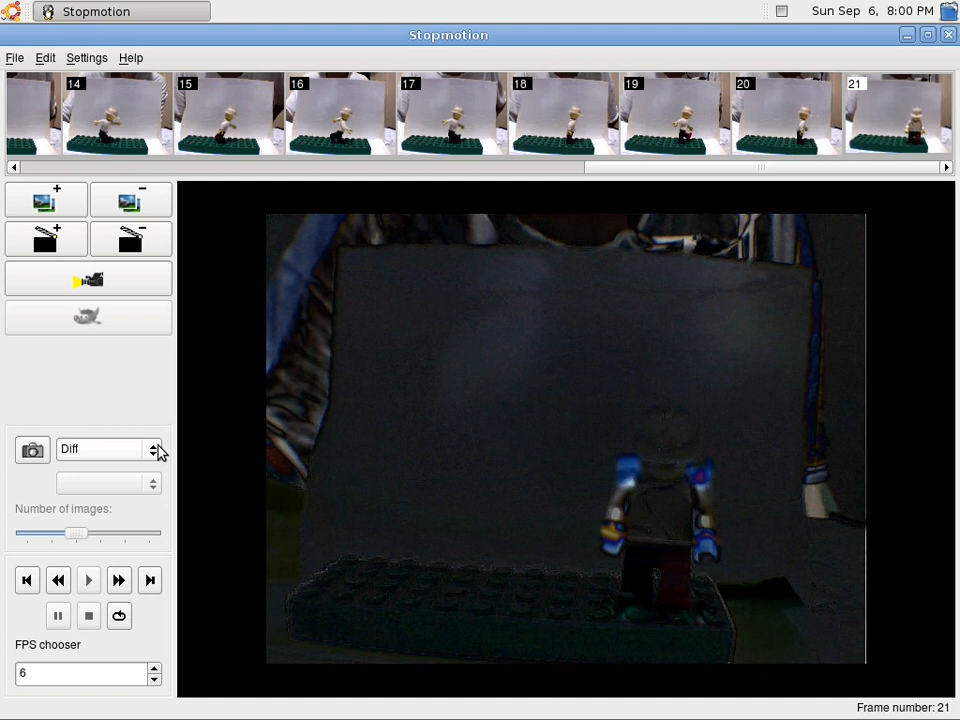 Stopmotion
Sun Sep 6, 8:00 PM
Stopmotion
File Edit Settings Help
14 15 16 17 18 19 20 21
Diff
Number of images:
FPS chooser
6
Frame number: 21